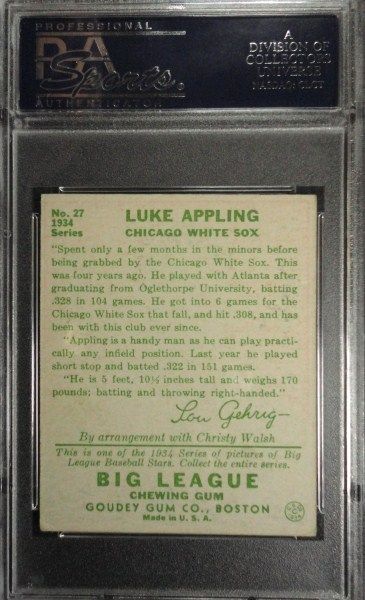 PROFESSIONAL
PSA
Sports
AUTHENTICATOR
A
DIVISION OF
COLLECTORS
UNIVERSE
NASDAQ: CLCT
No. 27
1934
Series
LUKE APPLING
CHICAGO WHITE SOX
"Spent only a few months in the minors before
being grabbed by the Chicago White Sox. This
was four years ago. He played with Atlanta after
graduating from Oglethorpe University, batting
.328 in 104 games. He got into 6 games for the
Chicago White Sox that fall, and hit .308, and has
been with this club ever since.
"Appling is a handy man as he can play practi-
cally any infield position. Last year he played
short stop and batted .322 in 151 games.
"He is 5 feet, 10½ inches tall and weighs 170
pounds; batting and throwing right-handed."
Lou Gehrig
By arrangement with Christy Walsh
This is one of the 1934 Series of pictures of Big
League Baseball Stars. Collect the entire series.
BIG LEAGUE
CHEWING GUM
GOUDEY GUM CO., BOSTON
Made in U. S. A.